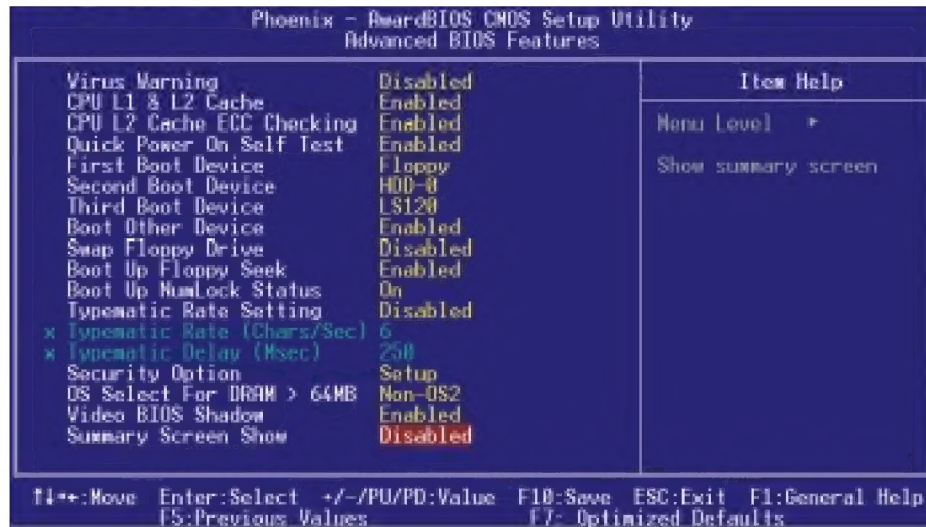 Phoenix - AwardBIOS CMOS Setup Utility
Advanced BIOS Features
Virus Warning Disabled
CPU L1 & L2 Cache Enabled
CPU L2 Cache ECC Checking Enabled
Quick Power On Self Test Enabled
First Boot Device Floppy
Second Boot Device HDD-0
Third Boot Device LS120
Boot Other Device Enabled
Swap Floppy Drive Disabled
Boot Up Floppy Seek Enabled
Boot Up NumLock Status On
Typematic Rate Setting Disabled
x Typematic Rate (Chars/Sec) 6
x Typematic Delay (Msec) 250
Security Option Setup
OS Select For DRAM > 64MB Non-OS2
Video BIOS Shadow Enabled
Summary Screen Show Disabled
Item Help
Menu Level ►
Show summary screen
↑↓→←:Move Enter:Select +/-/PU/PD:Value F10:Save ESC:Exit F1:General Help
F5:Previous Values F7: Optimized Defaults